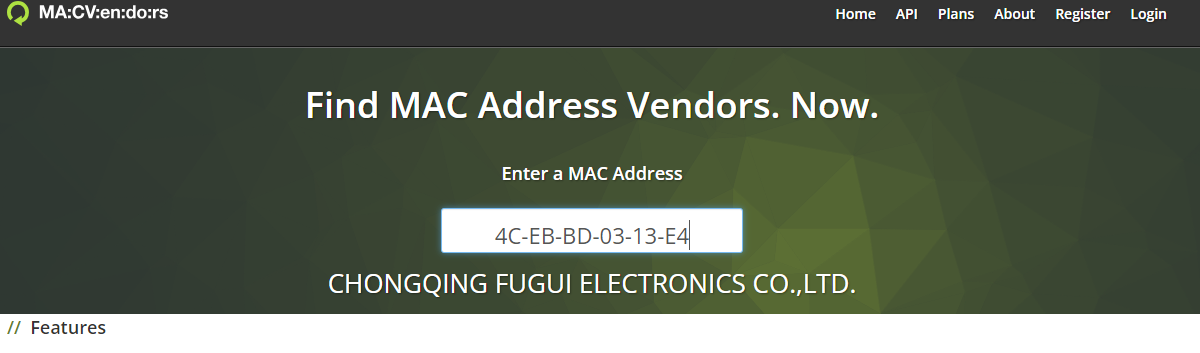 MA:CV:en:do:rs
Home API Plans About Register Login
Find MAC Address Vendors. Now.
Enter a MAC Address
4C-EB-BD-03-13-E4
CHONGQING FUGUI ELECTRONICS CO.,LTD.
// Features